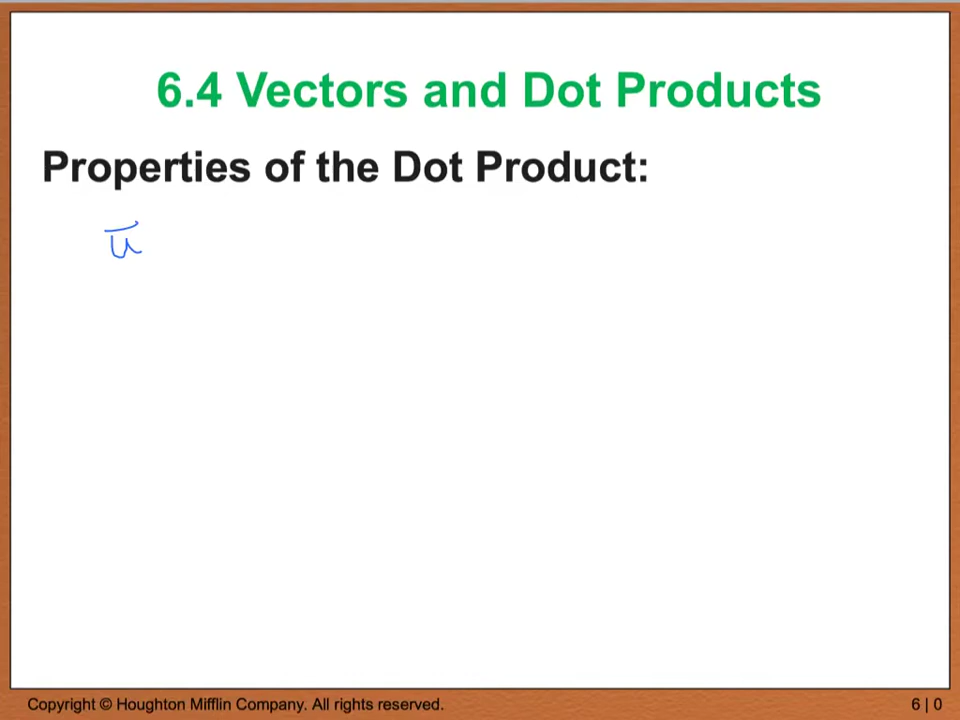 6.4 Vectors and Dot Products
Properties of the Dot Product:
u̅
Copyright © Houghton Mifflin Company. All rights reserved.
6 | 0